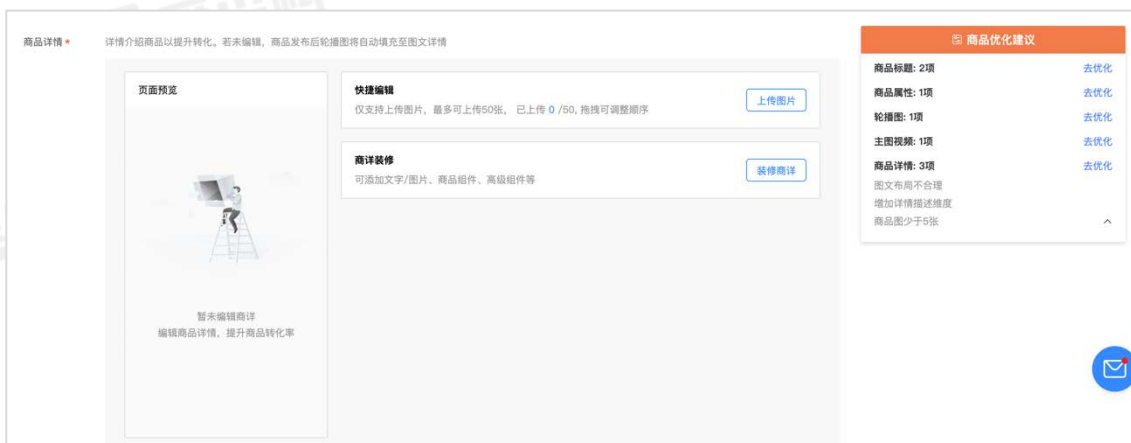 商品详情*
详情介绍商品以提升转化。若未编辑，商品发布后轮播图将自动填充至图文详情
页面预览
暂未编辑商详
编辑商品详情，提升商品转化率
快捷编辑
仅支持上传图片，最多可上传50张， 已上传 0 /50, 拖拽可调整顺序
上传图片
商详装修
可添加文字/图片、商品组件、高级组件等
装修商详
商品优化建议
商品标题: 2项 去优化
商品属性: 1项 去优化
轮播图: 1项 去优化
主图视频: 1项 去优化
商品详情: 3项 去优化
图文布局不合理
增加详情描述维度
商品图少于5张